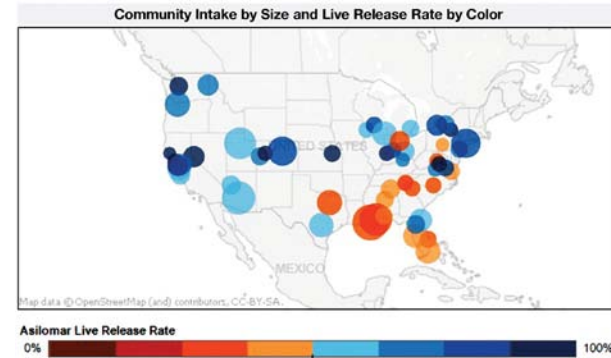 Community Intake by Size and Live Release Rate by Color
UNITED STATES
MEXICO
Map data © OpenStreetMap (and) contributors, CC-BY-SA.
Asilomar Live Release Rate
0%
100%